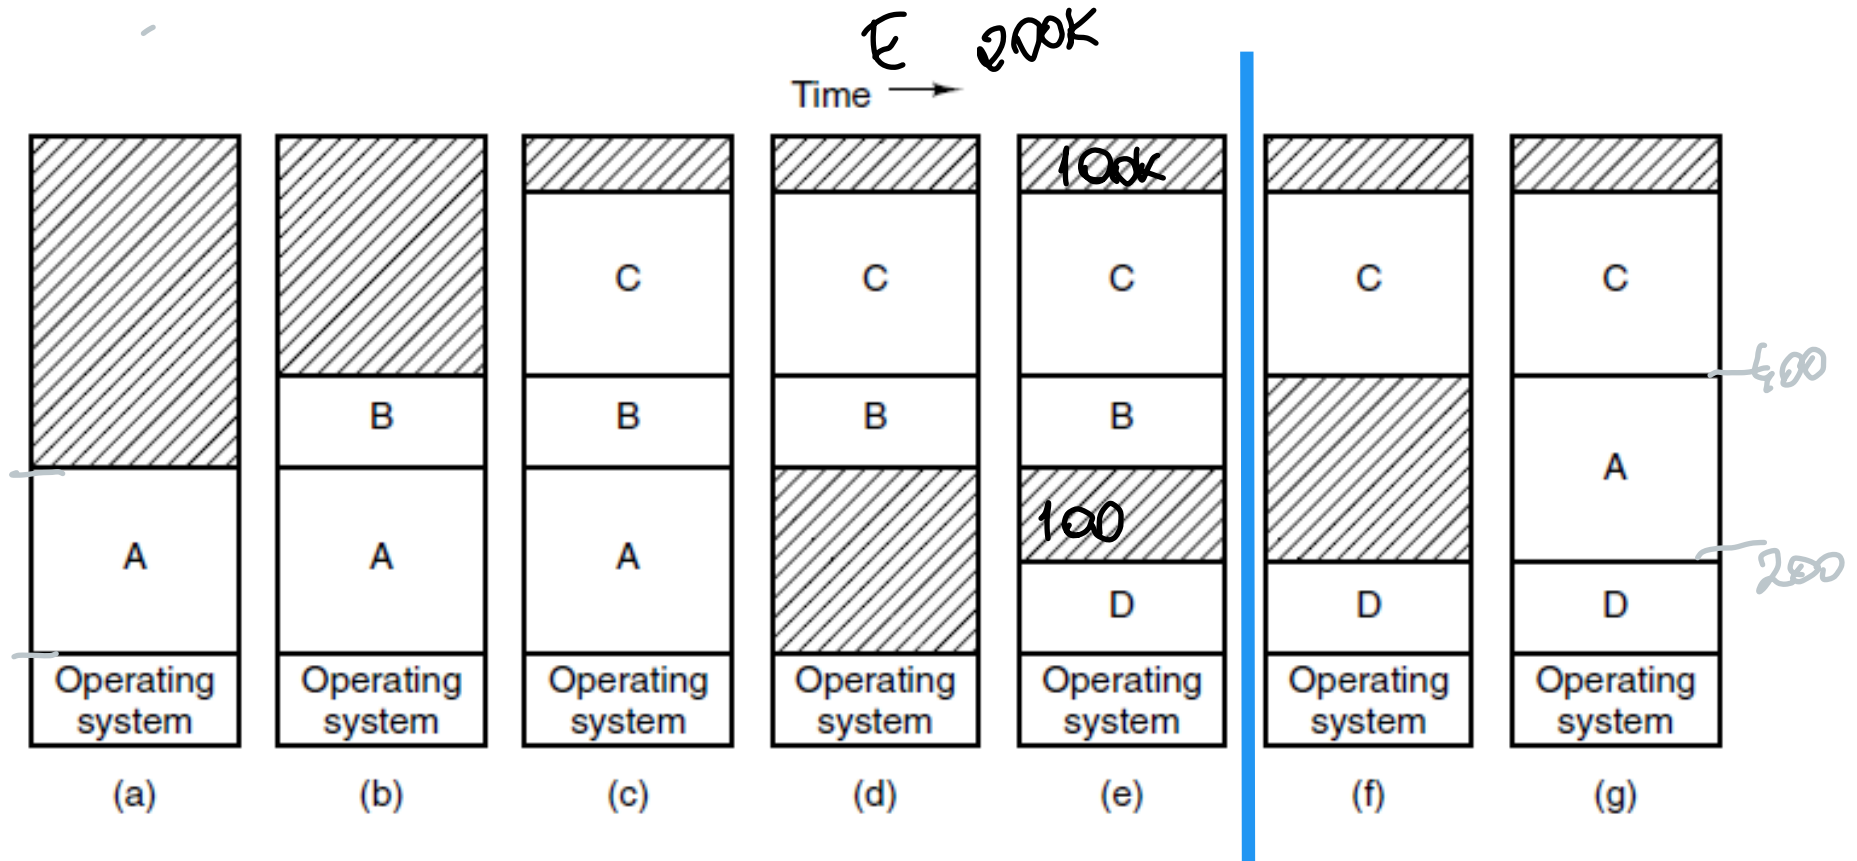 E 200K
Time
100K
C C C C C
400
B B B B
A
100
200
A A A D D D
Operating system Operating system Operating system Operating system Operating system Operating system Operating system
(a) (b) (c) (d) (e) (f) (g)